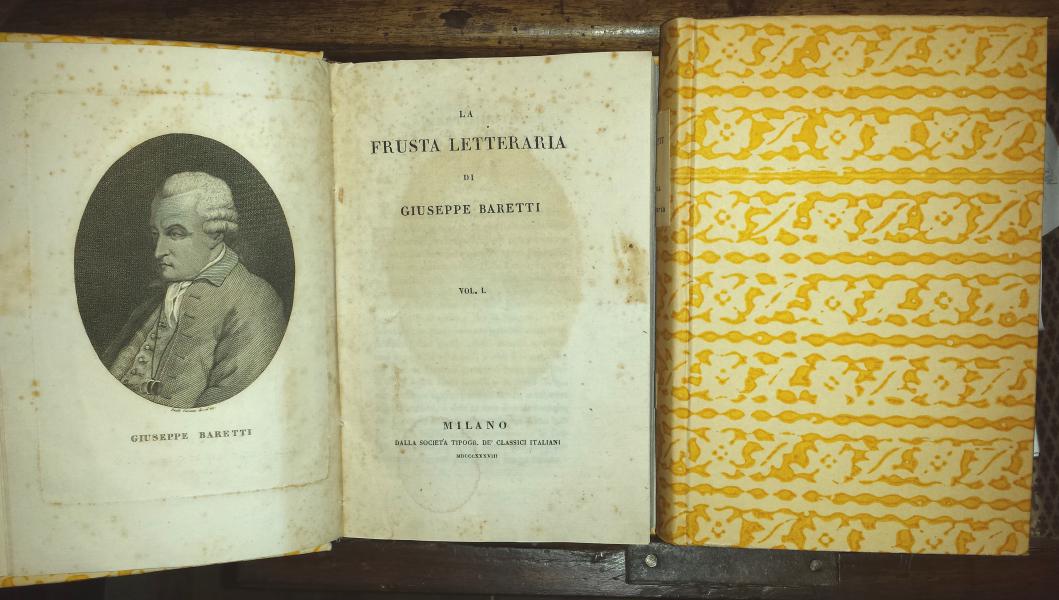 GIUSEPPE BARETTI
LA
FRUSTA LETTERARIA
DI
GIUSEPPE BARETTI
VOL. I.
MILANO
DALLA SOCIETÀ TIPOGR. DE' CLASSICI ITALIANI
MDCCCXXXVIII